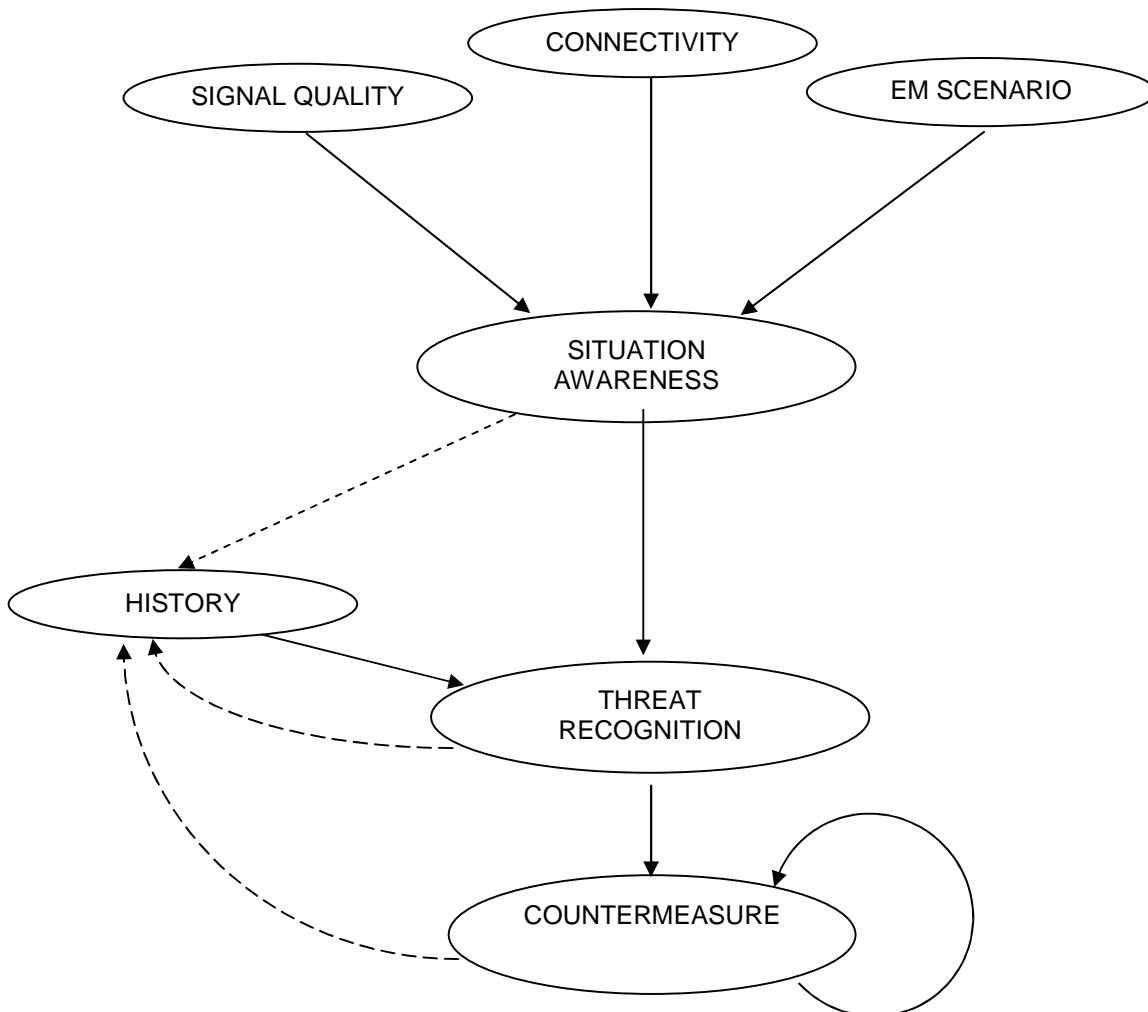 CONNECTIVITY
SIGNAL QUALITY
EM SCENARIO
SITUATION
AWARENESS
HISTORY
THREAT
RECOGNITION
COUNTERMEASURE